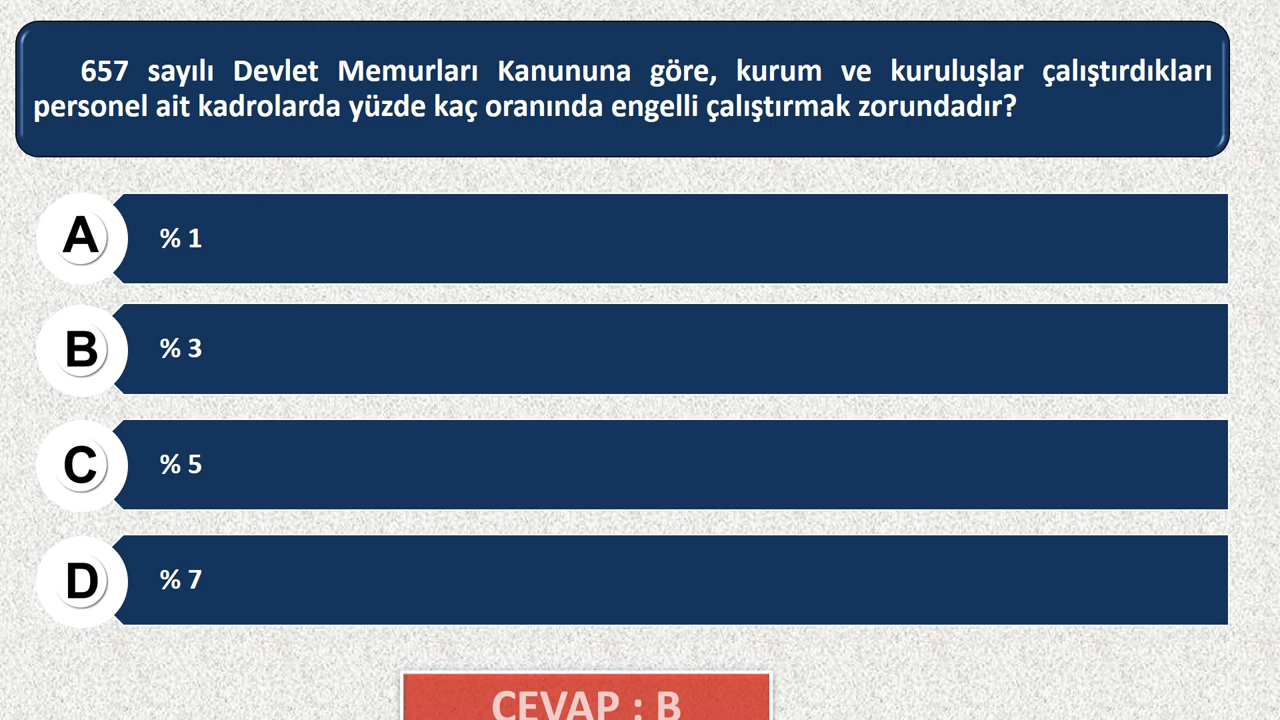 657 sayılı Devlet Memurları Kanununa göre, kurum ve kuruluşlar çalıştırdıkları
personel ait kadrolarda yüzde kaç oranında engelli çalıştırmak zorundadır?
A % 1
B % 3
C % 5
D % 7
CEVAP : B